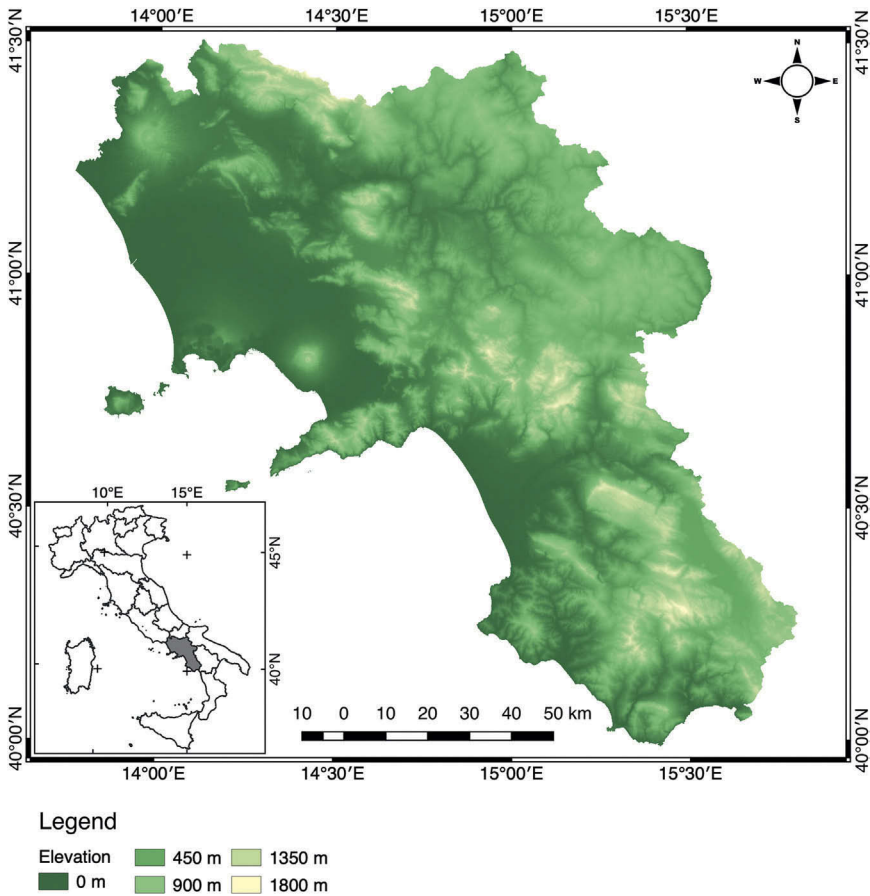 14°00′E 14°30′E 15°00′E 15°30′E
41°30′N 41°30′N
N
W E
S
41°00′N 41°00′N
40°30′N 40°30′N
10°E 15°E
45°N
40°N
10 0 10 20 30 40 50 km
40°00′N 40°00′N
14°00′E 14°30′E 15°00′E 15°30′E
Legend
Elevation 450 m 1350 m
0 m 900 m 1800 m